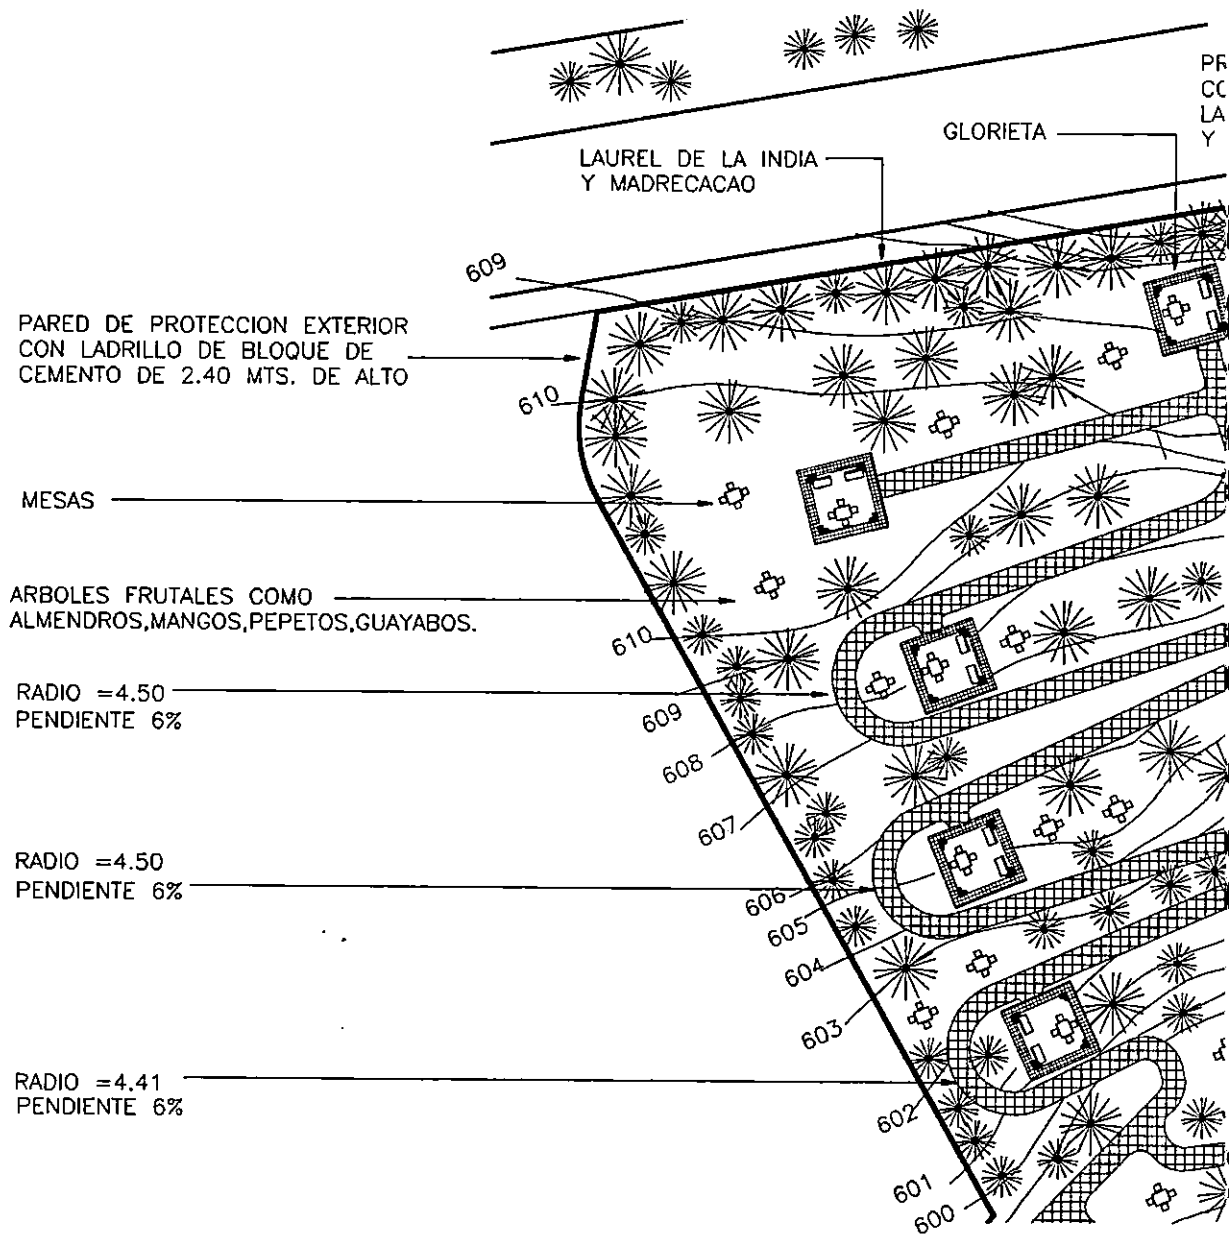 PR
CC
LA
Y
GLORIETA
LAUREL DE LA INDIA
Y MADRECACAO
609
PARED DE PROTECCION EXTERIOR
CON LADRILLO DE BLOQUE DE
CEMENTO DE 2.40 MTS. DE ALTO
610
MESAS
ARBOLES FRUTALES COMO
ALMENDROS,MANGOS,PEPETOS,GUAYABOS.
610
RADIO =4.50
PENDIENTE 6%
609
608
607
RADIO =4.50
PENDIENTE 6%
606
605
604
603
RADIO =4.41
PENDIENTE 6%
602
601
600